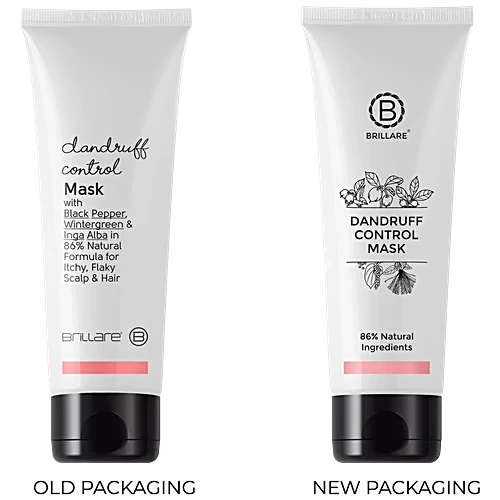 dandruff
control
Mask
with
Black Pepper,
Wintergreen &
Inga Alba in
86% Natural
Formula for
Itchy, Flaky
Scalp & Hair
BRILLARE® B
OLD PACKAGING
B
BRILLARE®
DANDRUFF
CONTROL
MASK
86% Natural
Ingredients
NEW PACKAGING